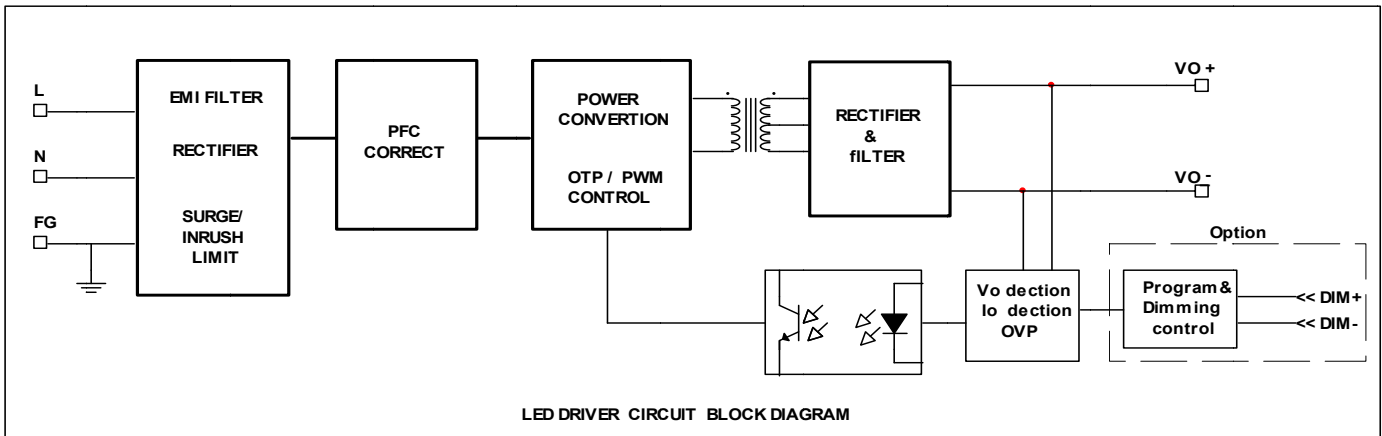 L
N
FG
EMI FILTER
RECTIFIER
SURGE/
INRUSH
LIMIT
PFC
CORRECT
POWER
CONVERTION
OTP / PWM
CONTROL
RECTIFIER
&
fILTER
VO +
VO -
Option
Vo dection
Io dection
OVP
Program &
Dimming
control
<< DIM+
<< DIM-
LED DRIVER CIRCUIT BLOCK DIAGRAM